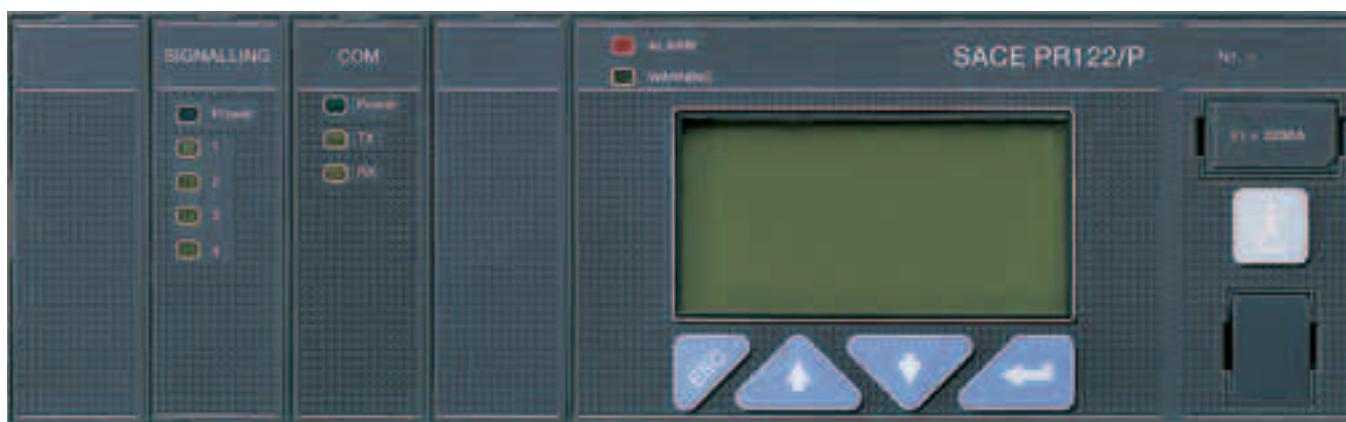 SIGNALLING
Power
1
2
3
4
COM
Power
Tx
RX
ALARM
WARNING
SACE PR122/P
ESC